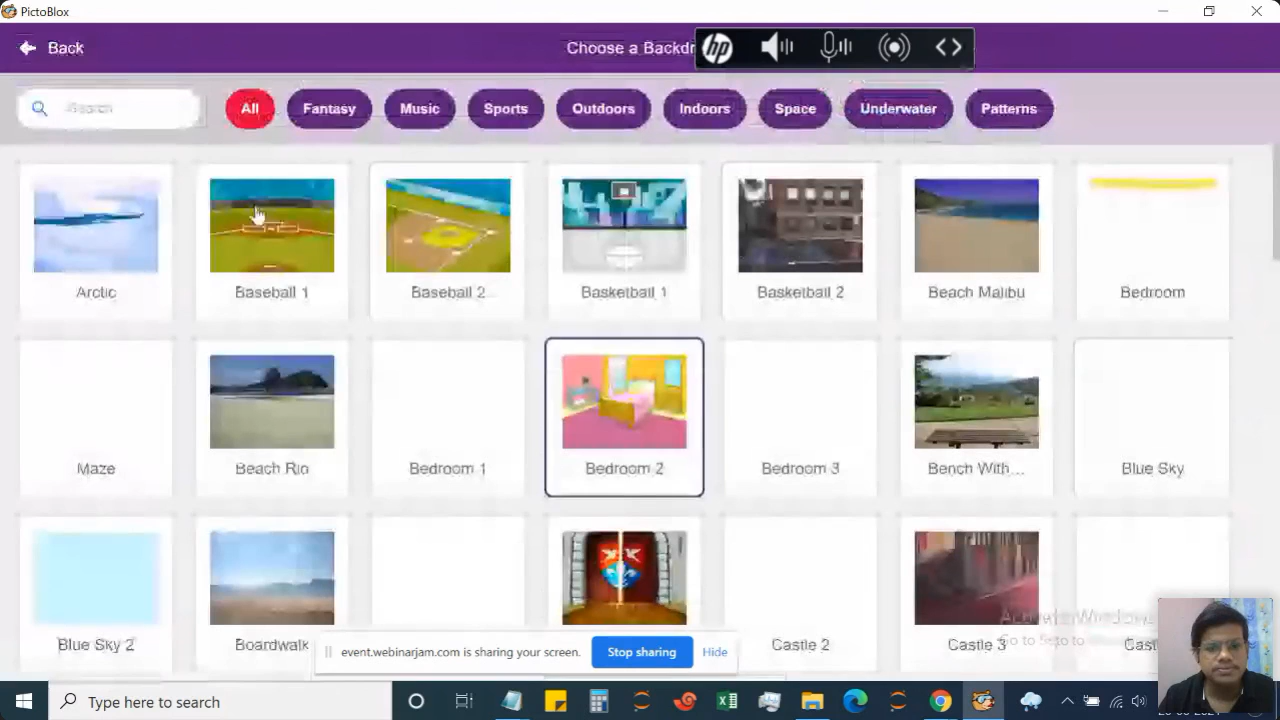 PictoBlox
Back
Choose a Backdr
hp
Search
All
Fantasy
Music
Sports
Outdoors
Indoors
Space
Underwater
Patterns
Arctic
Baseball 1
Baseball 2
Basketball 1
Basketball 2
Beach Malibu
Bedroom
Maze
Beach Rio
Bedroom 1
Bedroom 2
Bedroom 3
Bench With ...
Blue Sky
Blue Sky 2
Boardwalk
Castle 2
Castle 3
event.webinarjam.com is sharing your screen.
Stop sharing
Hide
Type here to search